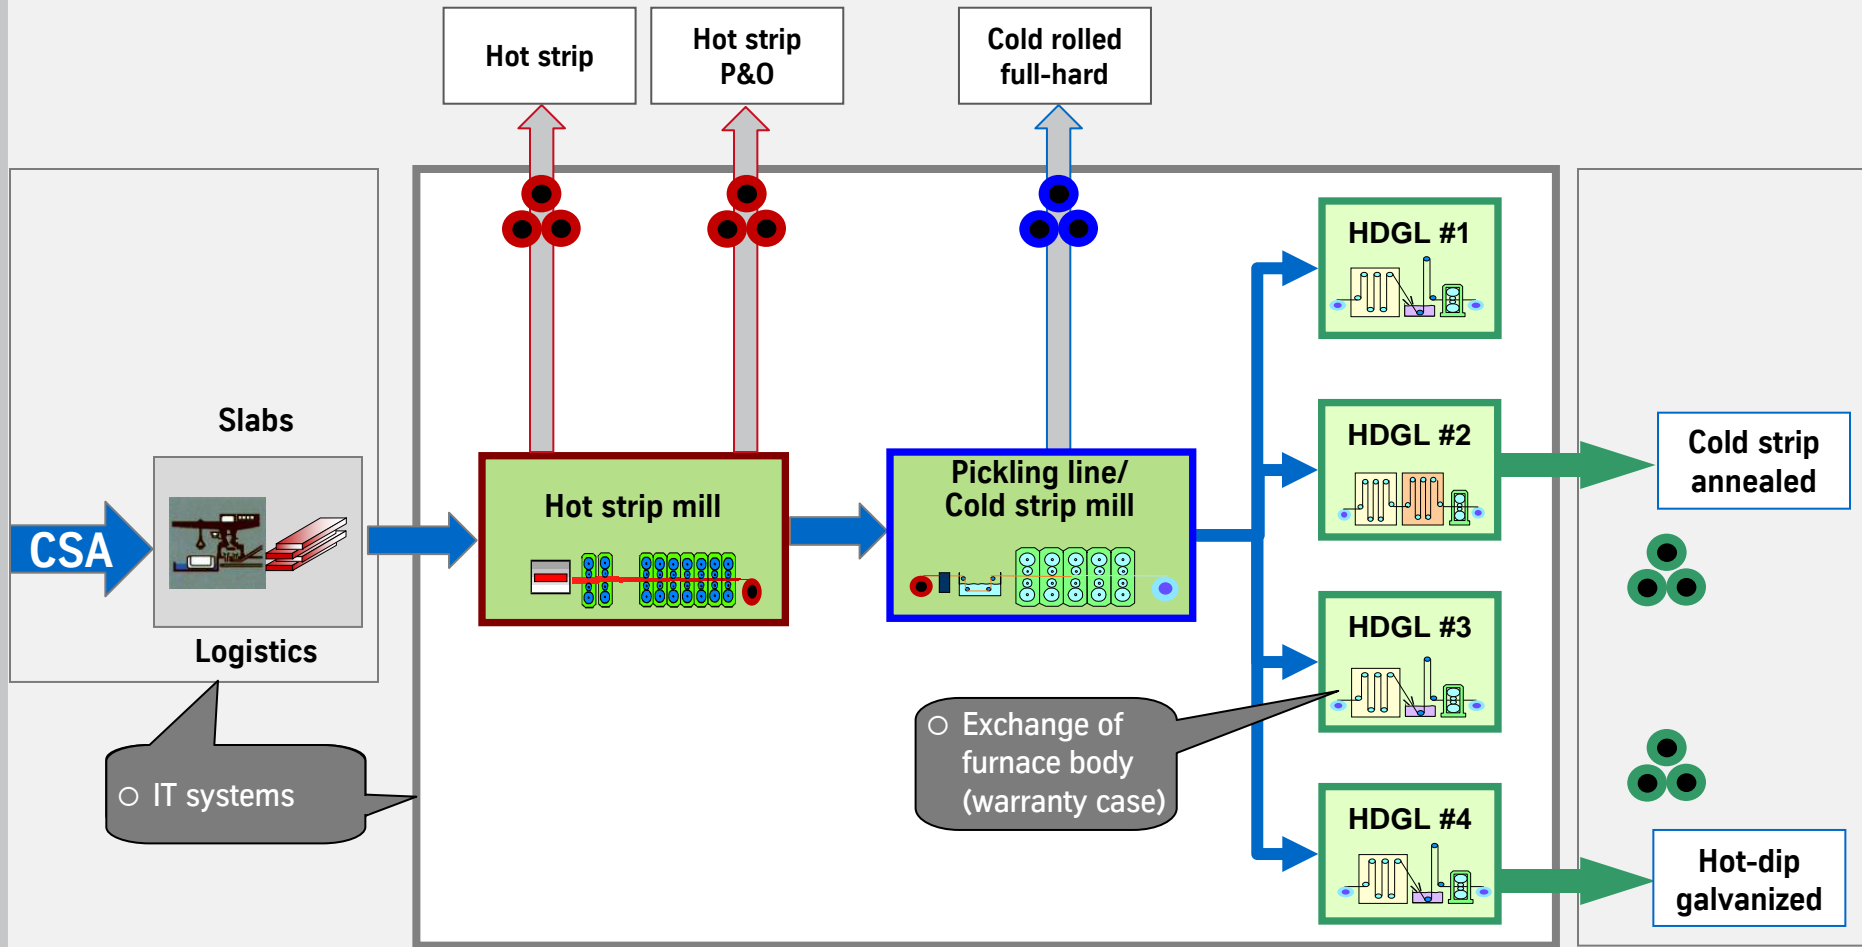 Hot strip
Hot strip
P&O
Cold rolled
full-hard
Slabs
CSA
Logistics
IT systems
Hot strip mill
Pickling line/
Cold strip mill
Exchange of
furnace body
(warranty case)
HDGL #1
HDGL #2
HDGL #3
HDGL #4
Cold strip
annealed
Hot-dip
galvanized